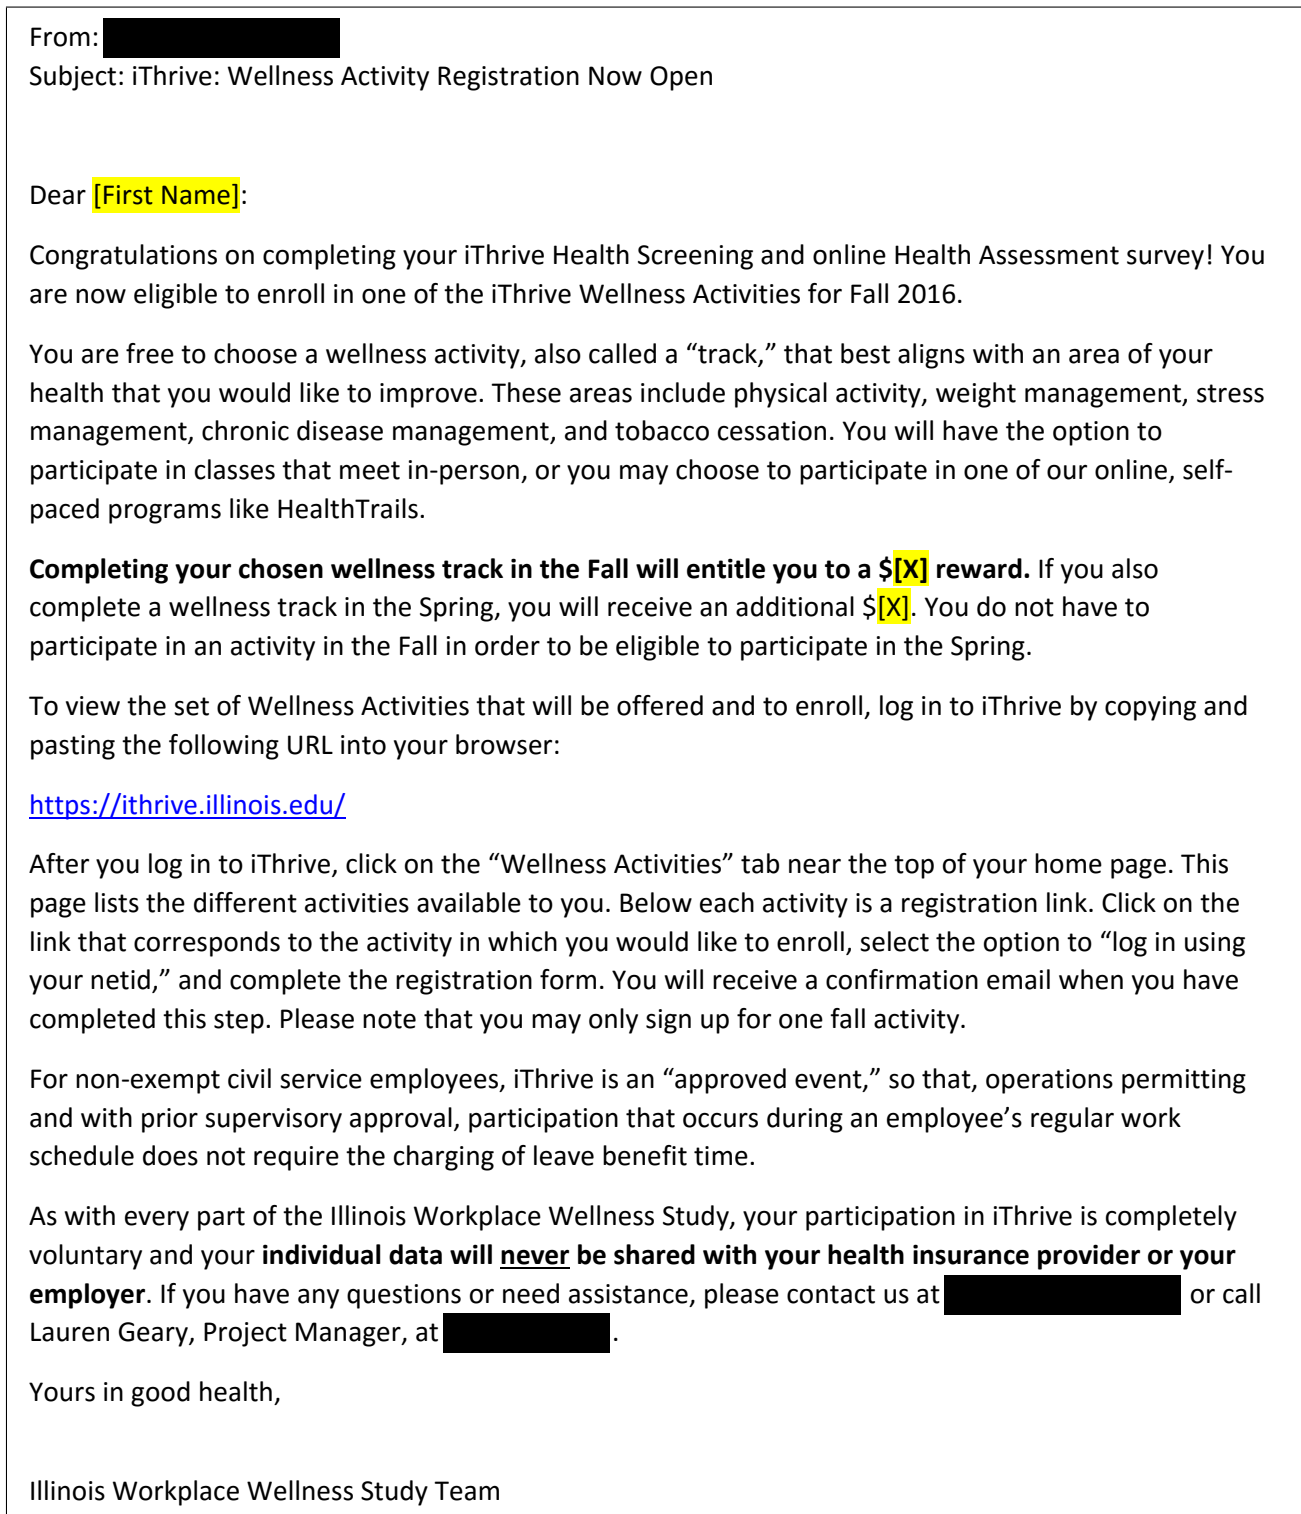 From:
Subject: iThrive: Wellness Activity Registration Now Open
Dear [First Name]:
Congratulations on completing your iThrive Health Screening and online Health Assessment survey! You
are now eligible to enroll in one of the iThrive Wellness Activities for Fall 2016.
You are free to choose a wellness activity, also called a “track,” that best aligns with an area of your
health that you would like to improve. These areas include physical activity, weight management, stress
management, chronic disease management, and tobacco cessation. You will have the option to
participate in classes that meet in-person, or you may choose to participate in one of our online, self-
paced programs like HealthTrails.
Completing your chosen wellness track in the Fall will entitle you to a $[X] reward. If you also
complete a wellness track in the Spring, you will receive an additional $[X]. You do not have to
participate in an activity in the Fall in order to be eligible to participate in the Spring.
To view the set of Wellness Activities that will be offered and to enroll, log in to iThrive by copying and
pasting the following URL into your browser:
https://ithrive.illinois.edu/
After you log in to iThrive, click on the “Wellness Activities” tab near the top of your home page. This
page lists the different activities available to you. Below each activity is a registration link. Click on the
link that corresponds to the activity in which you would like to enroll, select the option to “log in using
your netid,” and complete the registration form. You will receive a confirmation email when you have
completed this step. Please note that you may only sign up for one fall activity.
For non-exempt civil service employees, iThrive is an “approved event,” so that, operations permitting
and with prior supervisory approval, participation that occurs during an employee’s regular work
schedule does not require the charging of leave benefit time.
As with every part of the Illinois Workplace Wellness Study, your participation in iThrive is completely
voluntary and your individual data will never be shared with your health insurance provider or your
employer. If you have any questions or need assistance, please contact us at or call
Lauren Geary, Project Manager, at .
Yours in good health,
Illinois Workplace Wellness Study Team